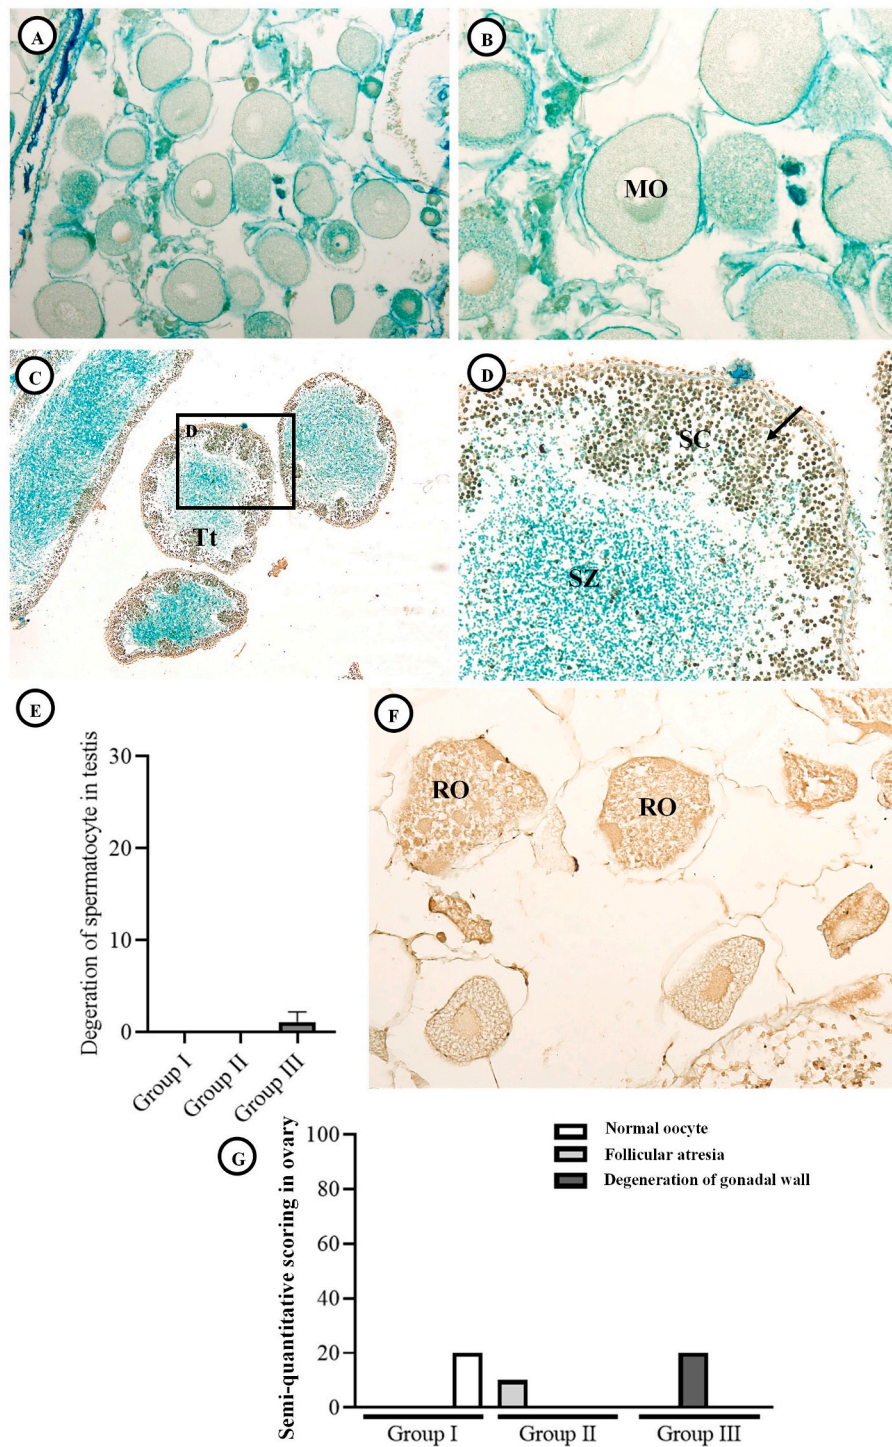 A
B
MO
C
D
Tt
D
SC
SZ
E
Degeration of spermatocyte in testis
30
20
10
0
Group I
Group II
Group III
F
RO
RO
G
Semi-quantitative scoring in ovary
100
80
60
40
20
0
Normal oocyte
Follicular atresia
Degeneration of gonadal wall
Group I
Group II
Group III